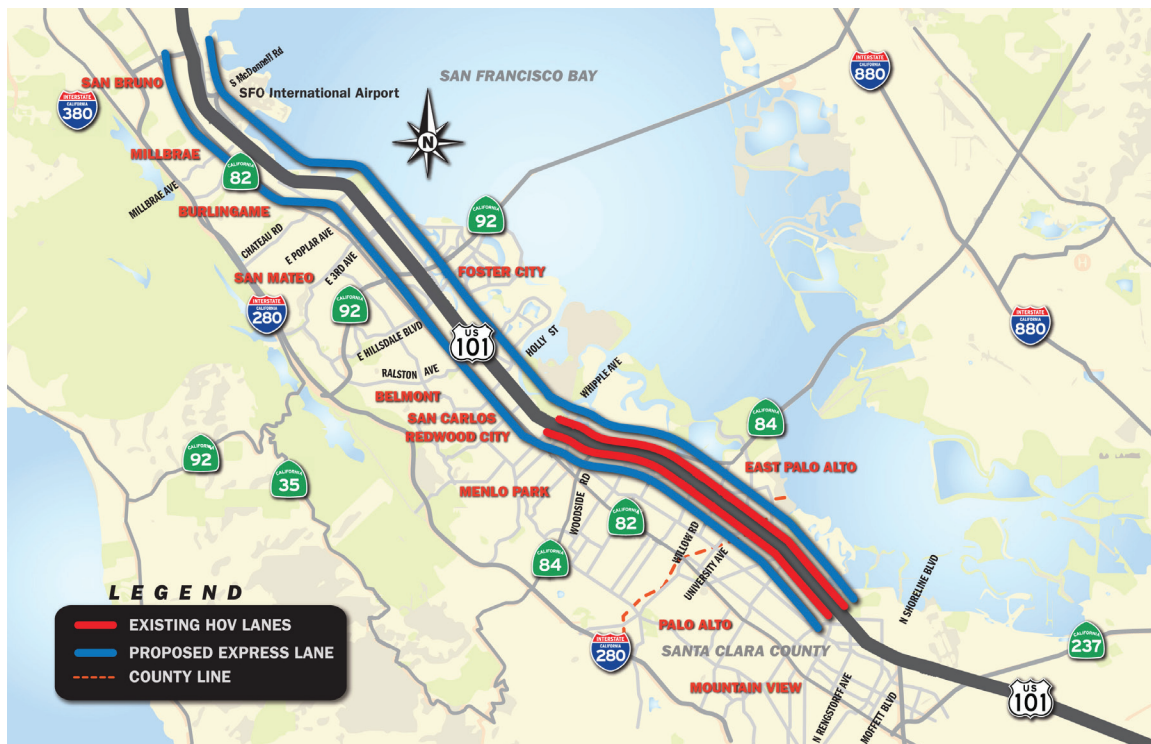 SAN FRANCISCO BAY
S McDonnell Rd
SFO International Airport
SAN BRUNO
INTERSTATE
CALIFORNIA
380
INTERSTATE
CALIFORNIA
880
N
MILLBRAE
CALIFORNIA
82
MILLBRAE AVE
BURLINGAME
CHATEAU RD
E POPLAR AVE
CALIFORNIA
92
SAN MATEO
E 3RD AVE
FOSTER CITY
H
INTERSTATE
CALIFORNIA
280
CALIFORNIA
92
INTERSTATE
CALIFORNIA
880
E HILLSDALE BLVD
US
101
HOLLY ST
RALSTON AVE
WHIPPLE AVE
BELMONT
SAN CARLOS
REDWOOD CITY
CALIFORNIA
84
CALIFORNIA
92
CALIFORNIA
35
EAST PALO ALTO
MENLO PARK
WOODSIDE RD
CALIFORNIA
82
WILLOW RD
CALIFORNIA
84
UNIVERSITY AVE
N SHORELINE BLVD
PALO ALTO
INTERSTATE
CALIFORNIA
280
SANTA CLARA COUNTY
CALIFORNIA
237
MOUNTAIN VIEW
N RENGSTORFF AVE
MOFFETT BLVD
US
101
LEGEND
EXISTING HOV LANES
PROPOSED EXPRESS LANE
COUNTY LINE